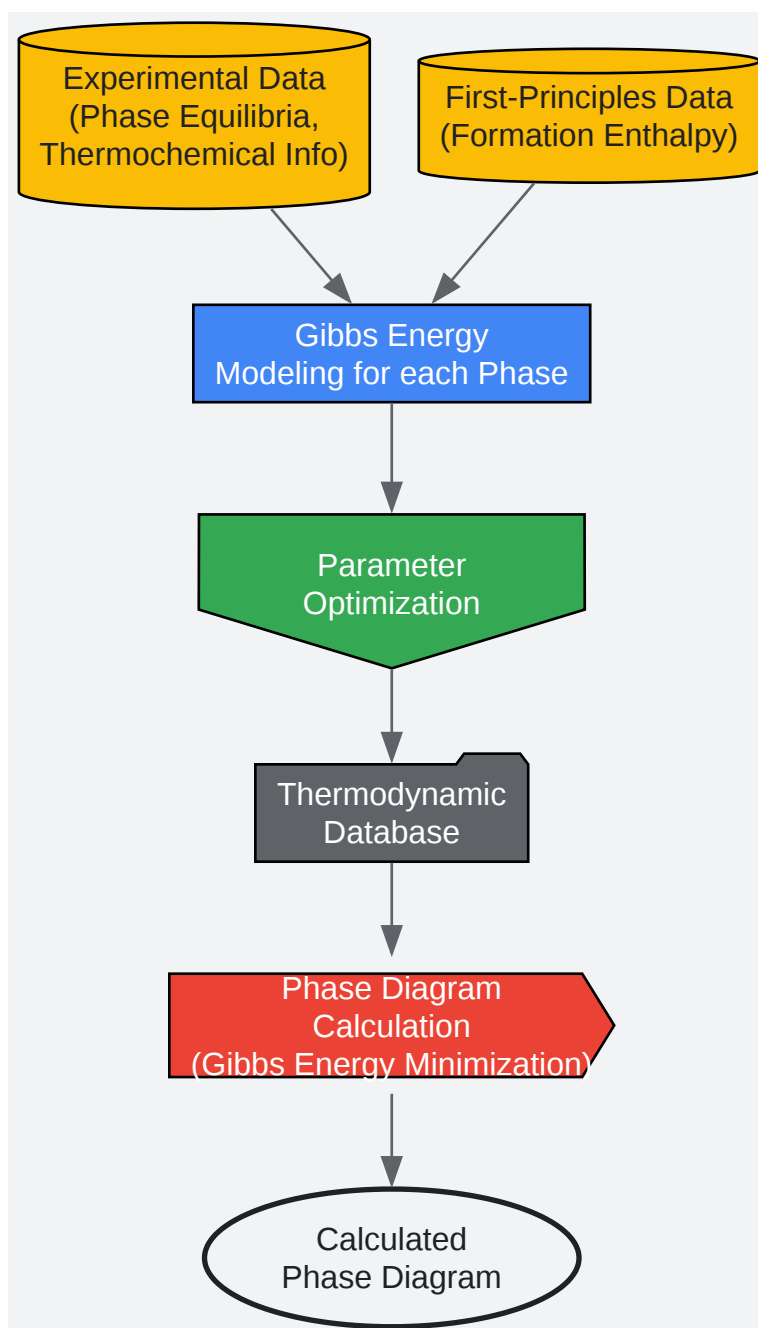 Experimental Data
(Phase Equilibria,
Thermochemical Info)
First-Principles Data
(Formation Enthalpy)
Gibbs Energy
Modeling for each Phase
Parameter
Optimization
Thermodynamic
Database
Phase Diagram
Calculation
(Gibbs Energy Minimization)
Calculated
Phase Diagram